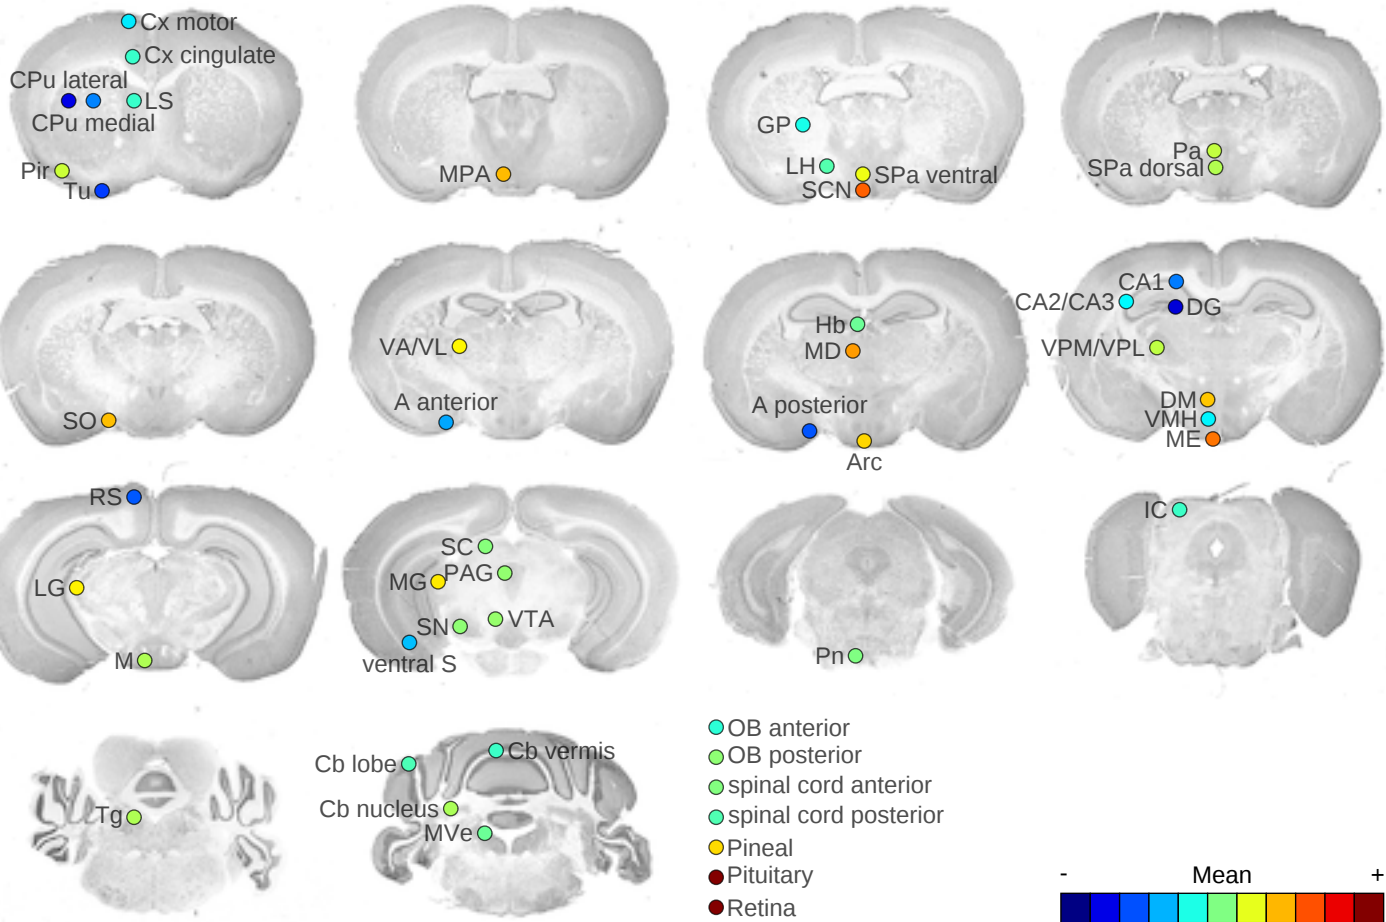 Cx motor
Cx cingulate
CPu lateral
LS
CPu medial
Pir
Tu
MPA
GP
LH
SPa ventral
SCN
Pa
SPa dorsal
SO
VA/VL
A anterior
Hb
MD
A posterior
Arc
CA1
CA2/CA3
DG
VPM/VPL
DM
VMH
ME
RS
LG
M
SC
PAG
MG
VTA
SN
ventral S
Pn
IC
Tg
Cb vermis
Cb lobe
Cb nucleus
MVe
OB anterior
OB posterior
spinal cord anterior
spinal cord posterior
Pineal
Pituitary
Retina
- Mean +